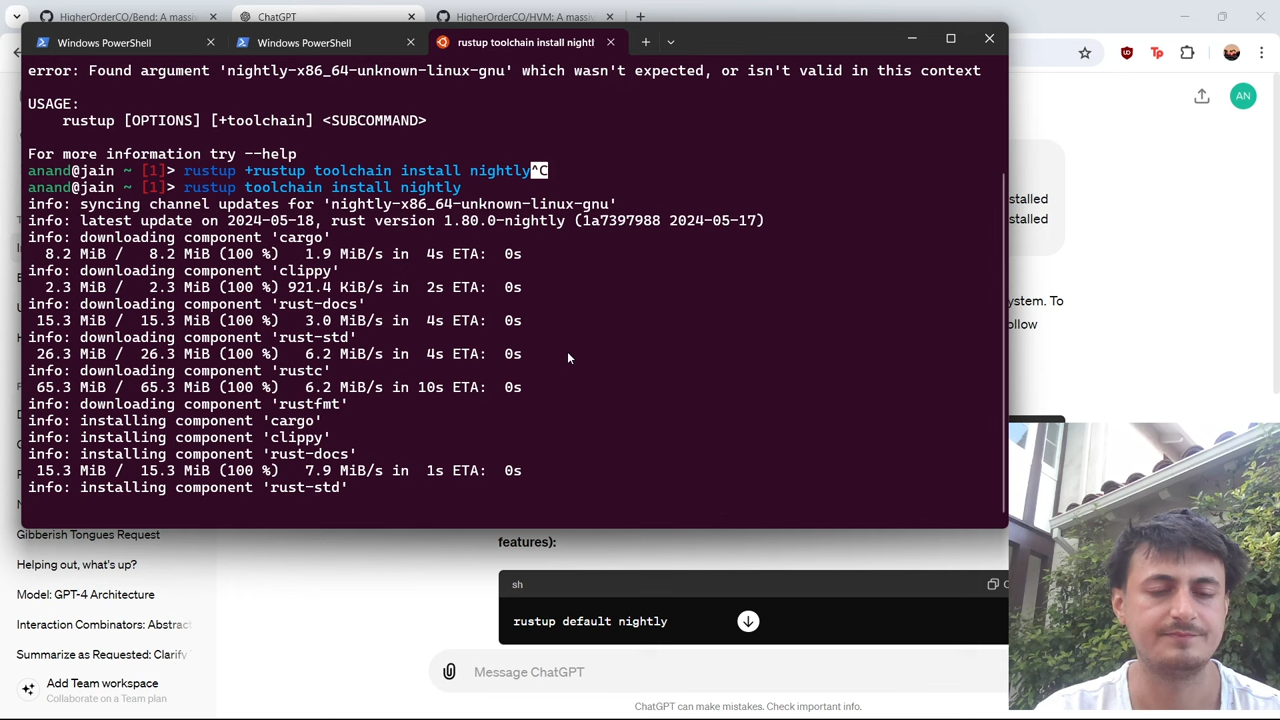 HigherOrderCO/Bend: A massiv
ChatGPT
HigherOrderCO/HVM: A massiv
Windows PowerShell
Windows PowerShell
rustup toolchain install nightl
error: Found argument 'nightly-x86_64-unknown-linux-gnu' which wasn't expected, or isn't valid in this context
USAGE:
rustup [OPTIONS] [+toolchain] <SUBCOMMAND>
For more information try --help
anand@jain ~ [1]> rustup +rustup toolchain install nightly^C
anand@jain ~ [1]> rustup toolchain install nightly
info: syncing channel updates for 'nightly-x86_64-unknown-linux-gnu'
info: latest update on 2024-05-18, rust version 1.80.0-nightly (1a7397988 2024-05-17)
info: downloading component 'cargo'
8.2 MiB / 8.2 MiB (100 %) 1.9 MiB/s in 4s ETA: 0s
info: downloading component 'clippy'
2.3 MiB / 2.3 MiB (100 %) 921.4 KiB/s in 2s ETA: 0s
info: downloading component 'rust-docs'
15.3 MiB / 15.3 MiB (100 %) 3.0 MiB/s in 4s ETA: 0s
info: downloading component 'rust-std'
26.3 MiB / 26.3 MiB (100 %) 6.2 MiB/s in 4s ETA: 0s
info: downloading component 'rustc'
65.3 MiB / 65.3 MiB (100 %) 6.2 MiB/s in 10s ETA: 0s
info: downloading component 'rustfmt'
info: installing component 'cargo'
info: installing component 'clippy'
info: installing component 'rust-docs'
15.3 MiB / 15.3 MiB (100 %) 7.9 MiB/s in 1s ETA: 0s
info: installing component 'rust-std'
AN
stalled
stalled
ystem. To
ollow
Gibberish Tongues Request
Helping out, what's up?
Model: GPT-4 Architecture
Interaction Combinators: Abstract
Summarize as Requested: Clarify
Add Team workspace
Collaborate on a Team plan
features):
sh
rustup default nightly
Message ChatGPT
ChatGPT can make mistakes. Check important info.